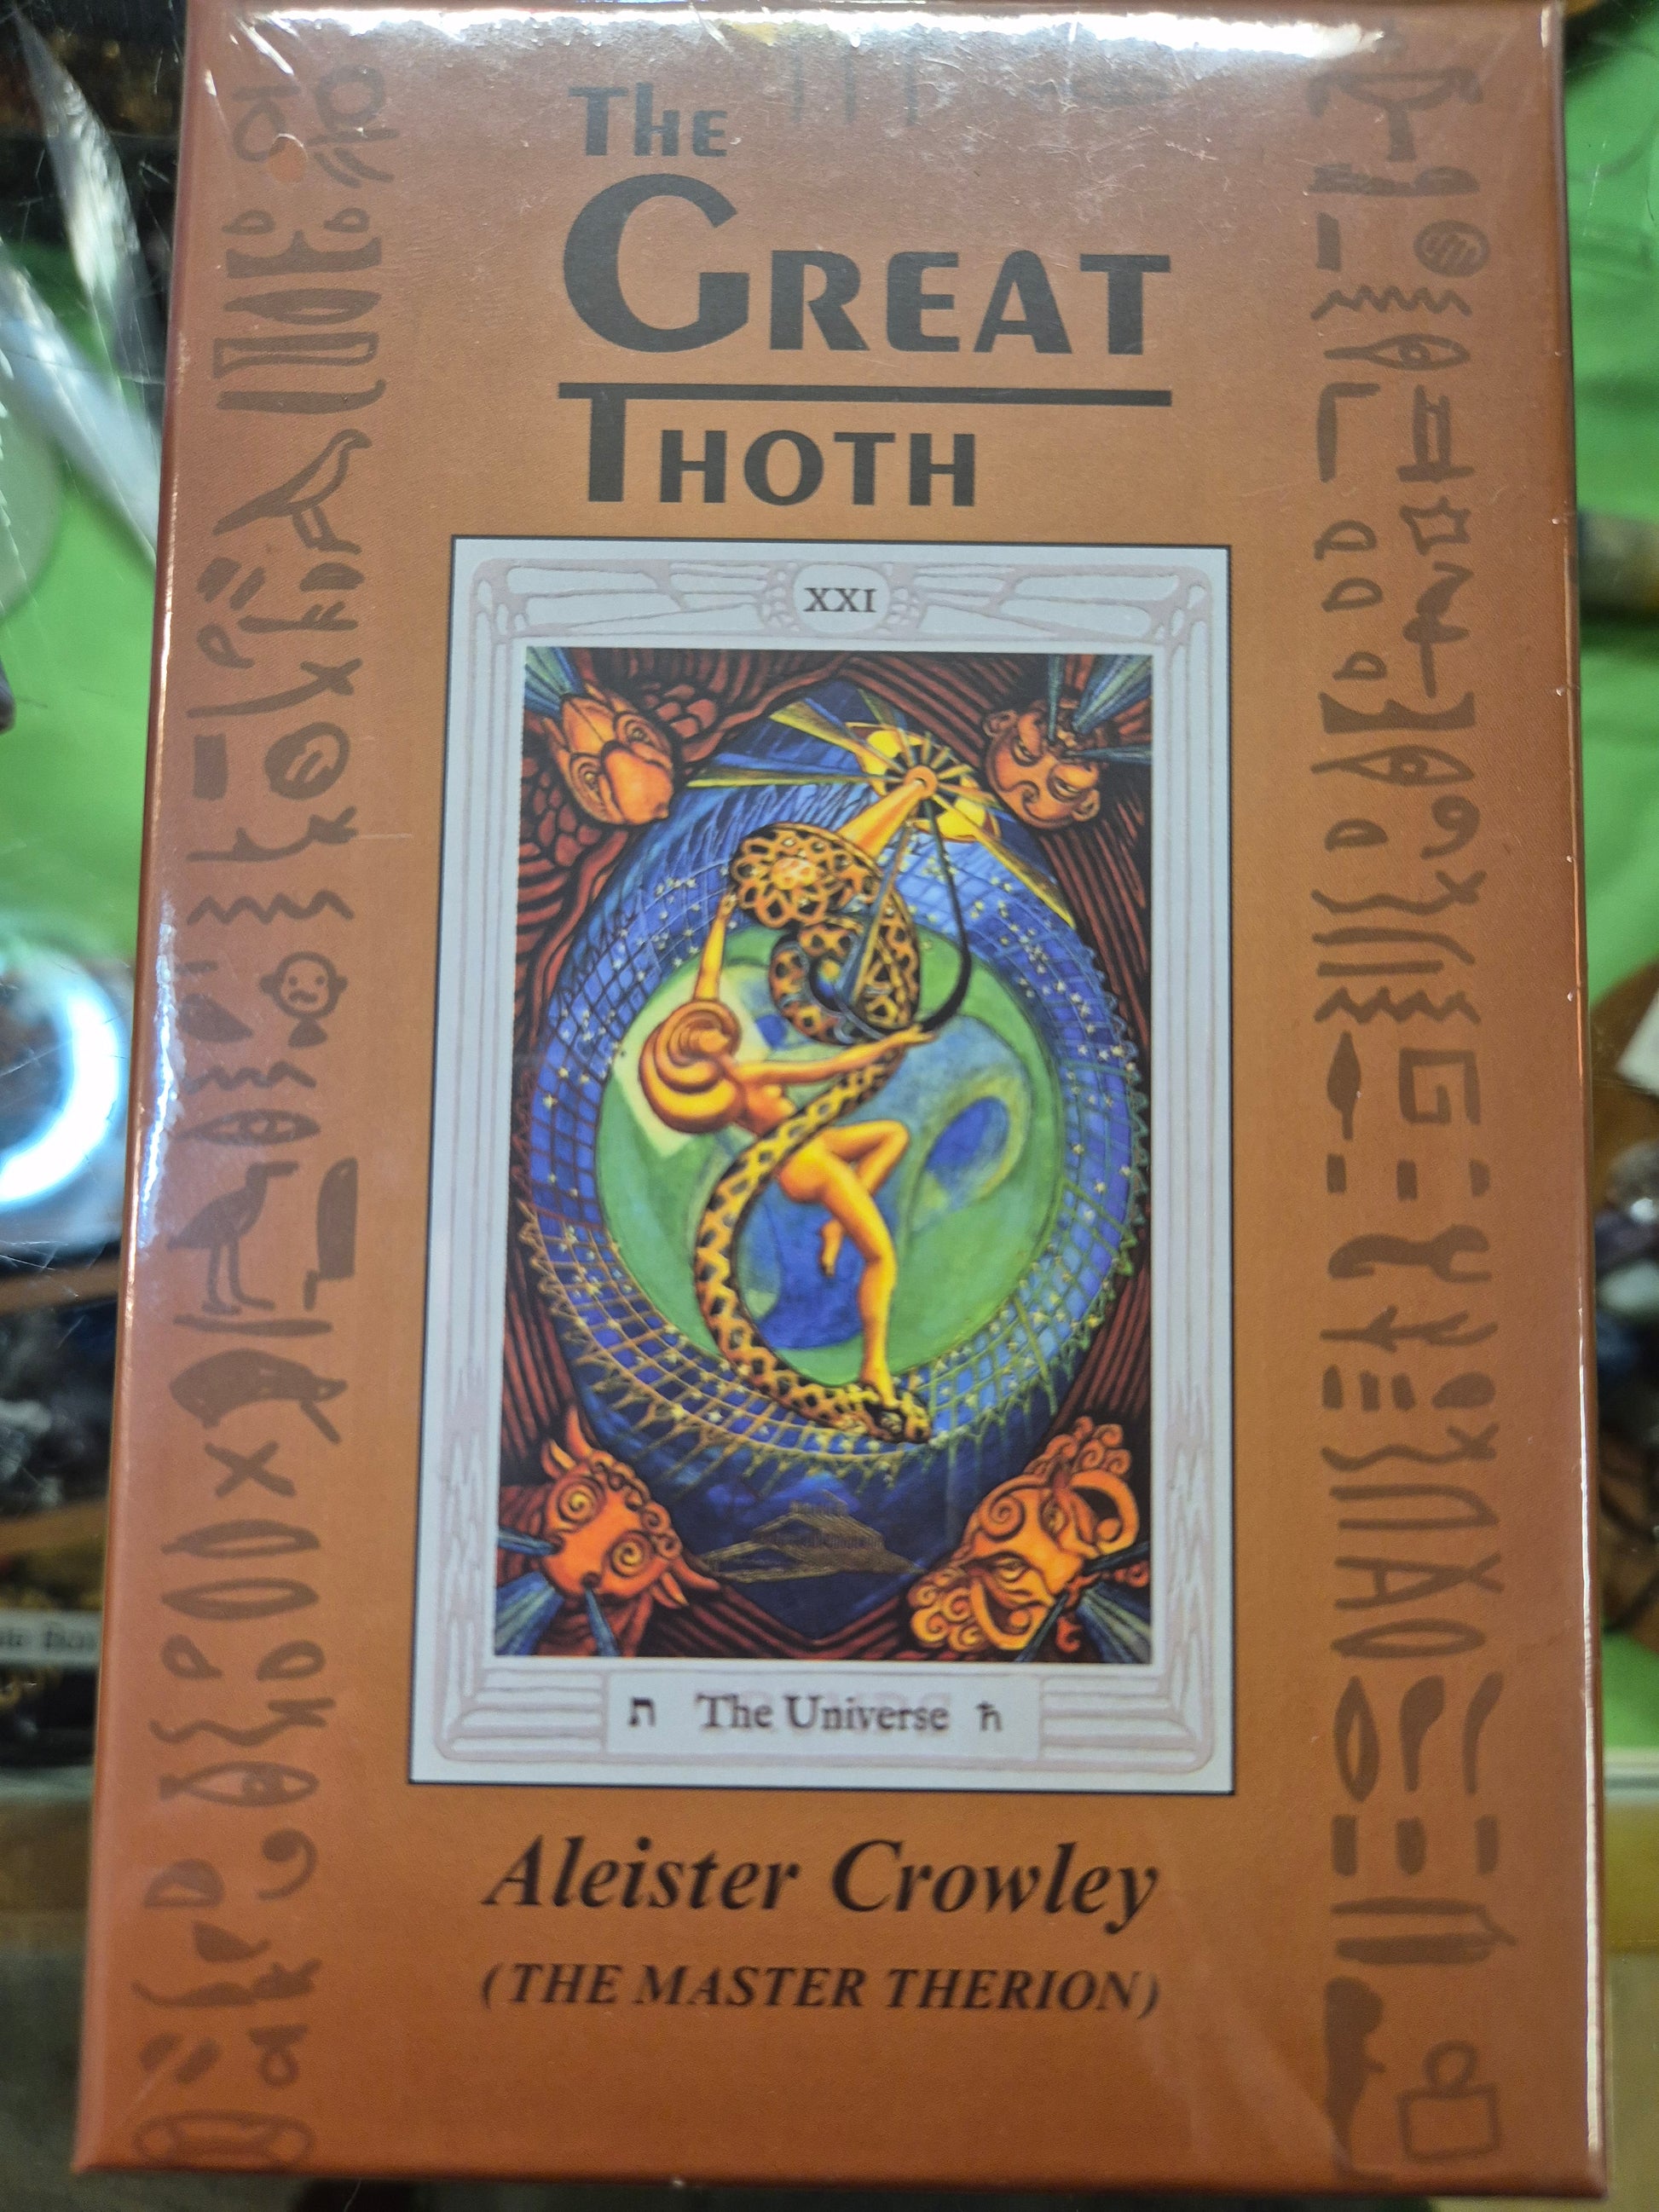 The
GREAT
THOTH
XXI
ת The Universe ♄
Aleister Crowley
(THE MASTER THERION)